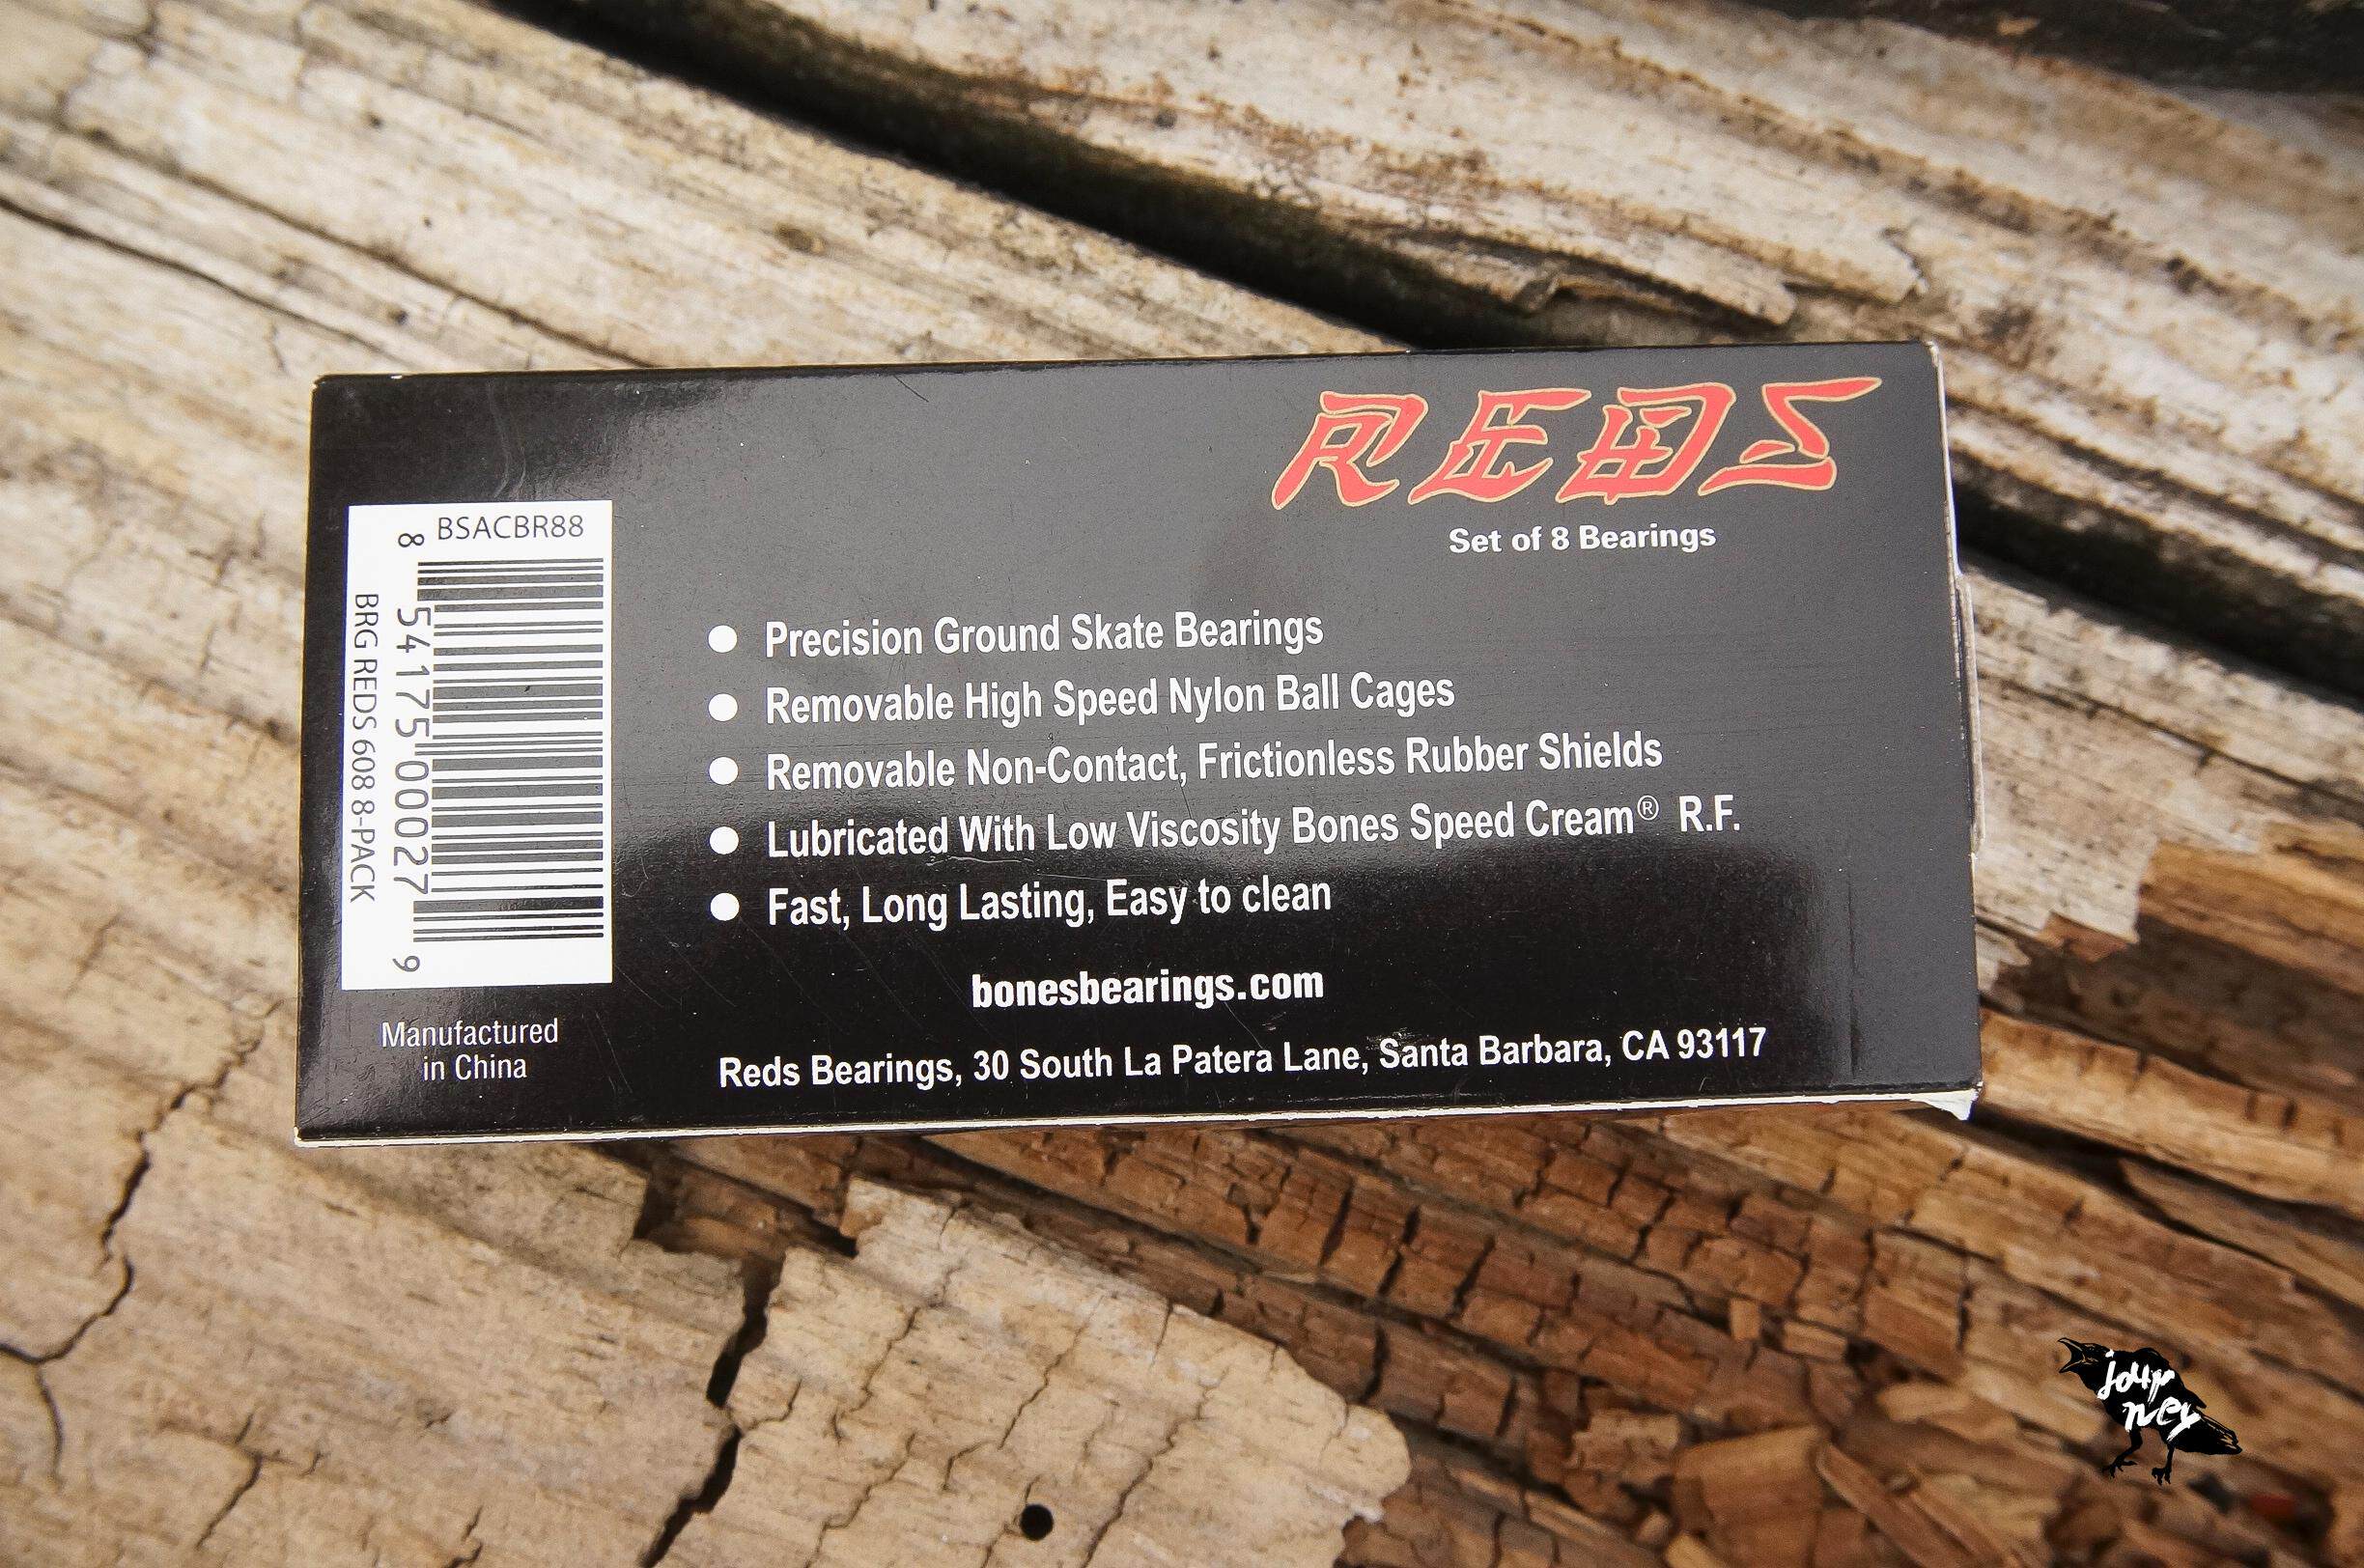 REDS
Set of 8 Bearings
BSACBR88
8 54175 00027 9
BRG REDS 608 8-PACK
Manufactured
in China
Precision Ground Skate Bearings
Removable High Speed Nylon Ball Cages
Removable Non-Contact, Frictionless Rubber Shields
Lubricated With Low Viscosity Bones Speed Cream® R.F.
Fast, Long Lasting, Easy to clean
bonesbearings.com
Reds Bearings, 30 South La Patera Lane, Santa Barbara, CA 93117
jour
ney